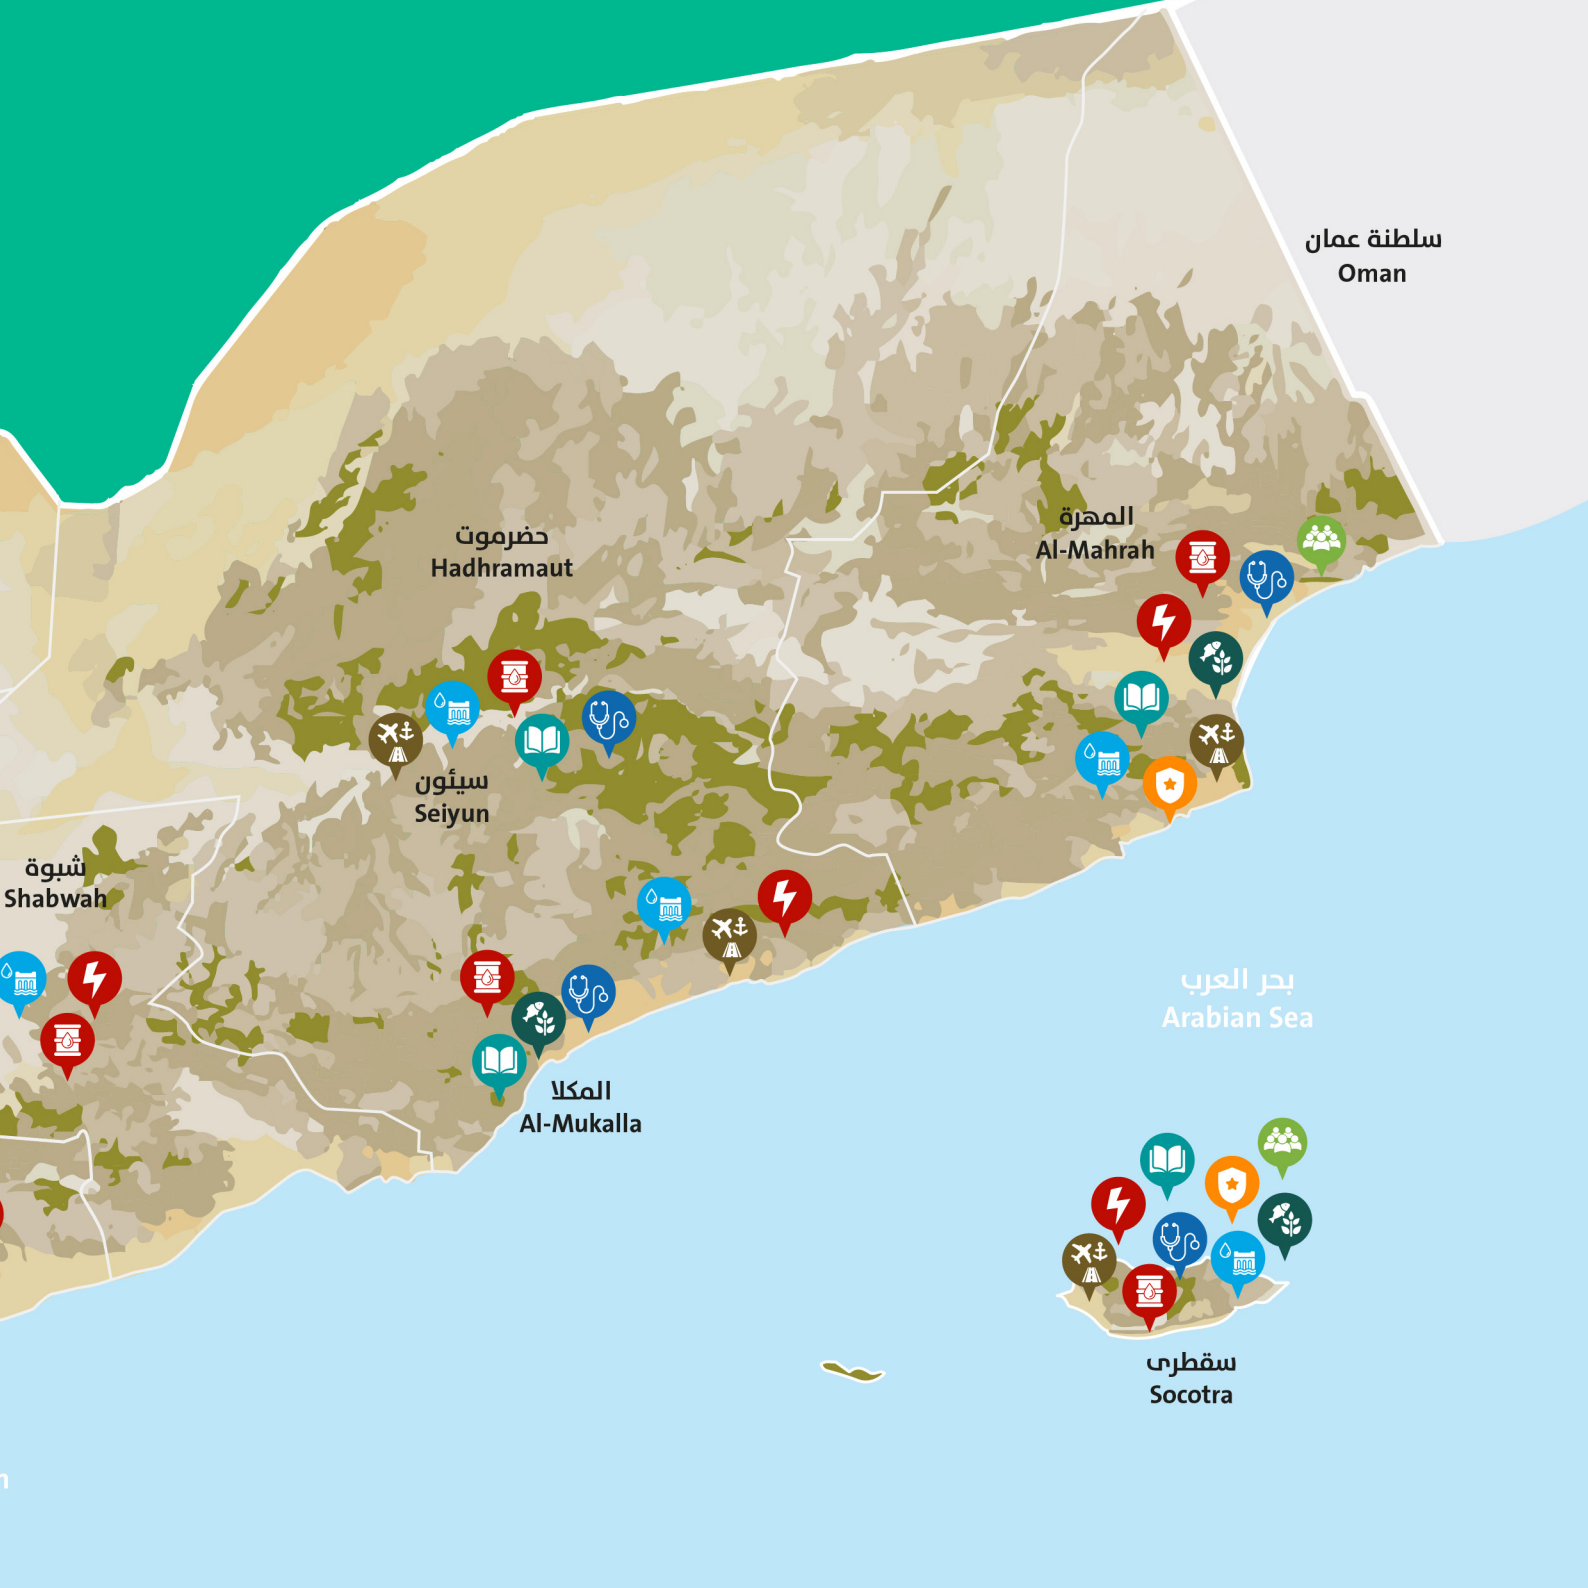 سلطنة عمان
Oman
المهرة
Al-Mahrah
حضرموت
Hadhramaut
سيئون
Seiyun
شبوة
Shabwah
بحر العرب
Arabian Sea
المكلا
Al-Mukalla
سقطرى
Socotra